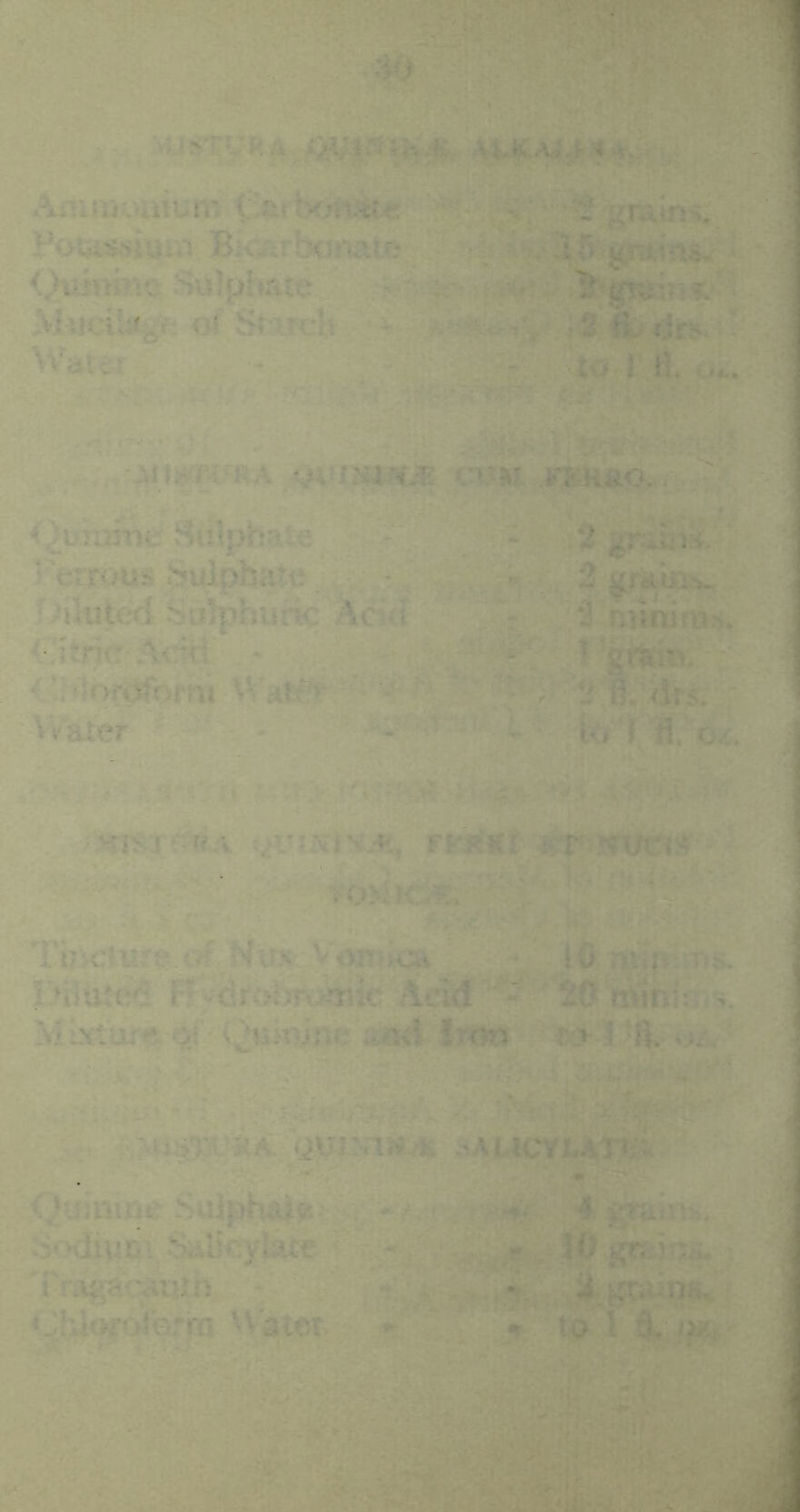 30
MISTURA QUININÆ ALKALINA.
Ammonium Carbonate - - 2 grains.
Potassium Bicarbonate - - 15 grains.
Quinine Sulphate - - 2 grains.
Mucilage of Starch - - 2 fl. drs.
Water - - to 1 fl. oz.
MISTURA QUININÆ CUM FERRO.
Quinine Sulphate - - 2 grains.
Ferrous Sulphate - - 2 grains.
Diluted Sulphuric Acid - minims.
Citric Acid - - 1 grain.
Chloroform Water - 2 fl. drs.
Water - - to 1 fl. oz.
MISTURA QUININÆ, FERRI ET NUCIS
VOMICÆ.
Tincture of Nux Vomica - 10 minims.
Diluted Hydrobromic Acid - 20 minims.
Mixture of Quinine and Iron to 1 fl. oz.
MISTURA QUININÆ SALICYLATIS.
Quinine Sulphate - - 4 grains.
Sodium Salicylate - - 10 grains.
Tragacanth - - grains.
Chloroform Water - - to 1 fl. oz.